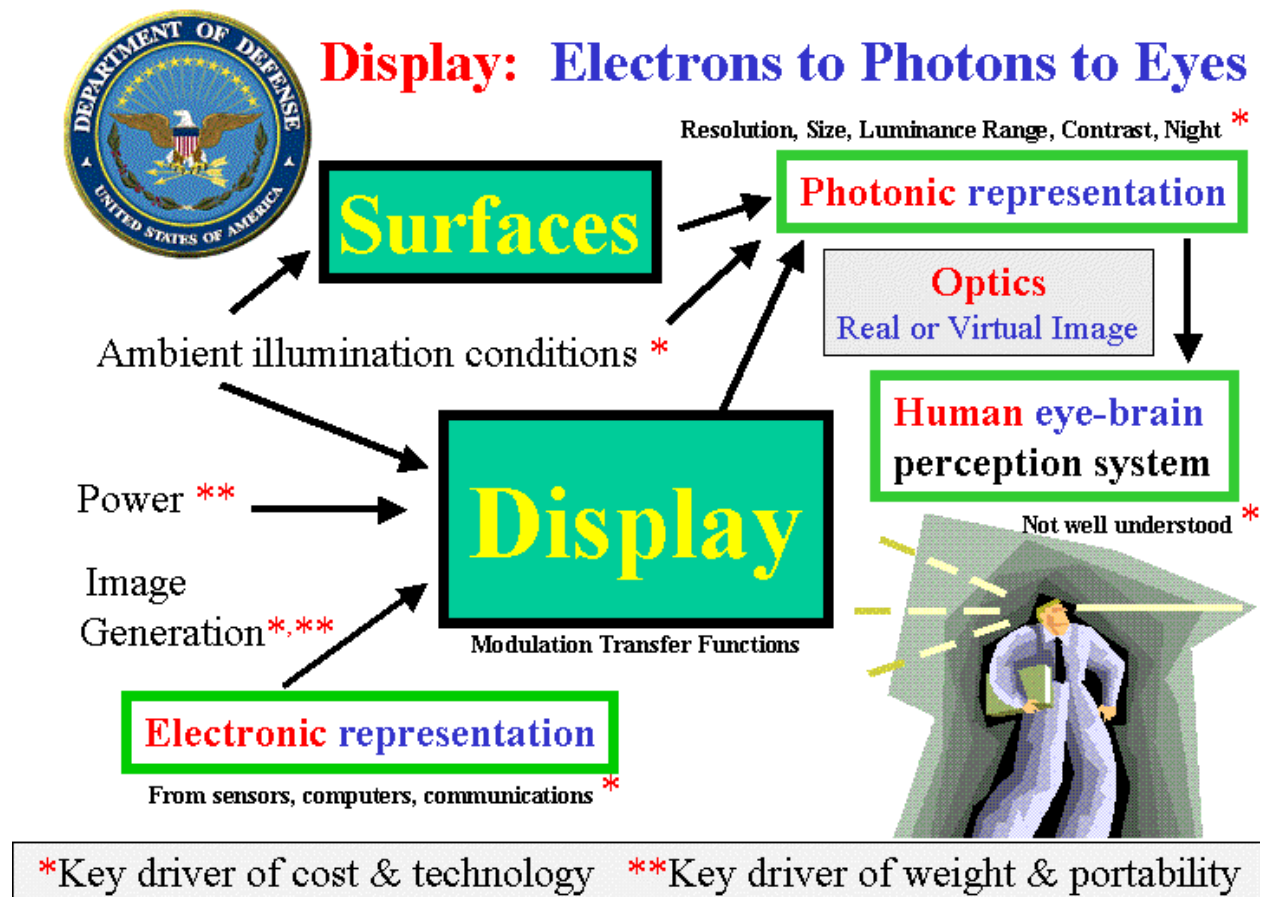 DEPARTMENT OF DEFENSE
UNITED STATES OF AMERICA
Display: Electrons to Photons to Eyes
Resolution, Size, Luminance Range, Contrast, Night *
Surfaces
Photonic representation
Optics
Real or Virtual Image
Ambient illumination conditions *
Human eye-brain
perception system
Not well understood *
Power **
Display
Image
Generation*,**
Modulation Transfer Functions
Electronic representation
From sensors, computers, communications *
*Key driver of cost & technology **Key driver of weight & portability